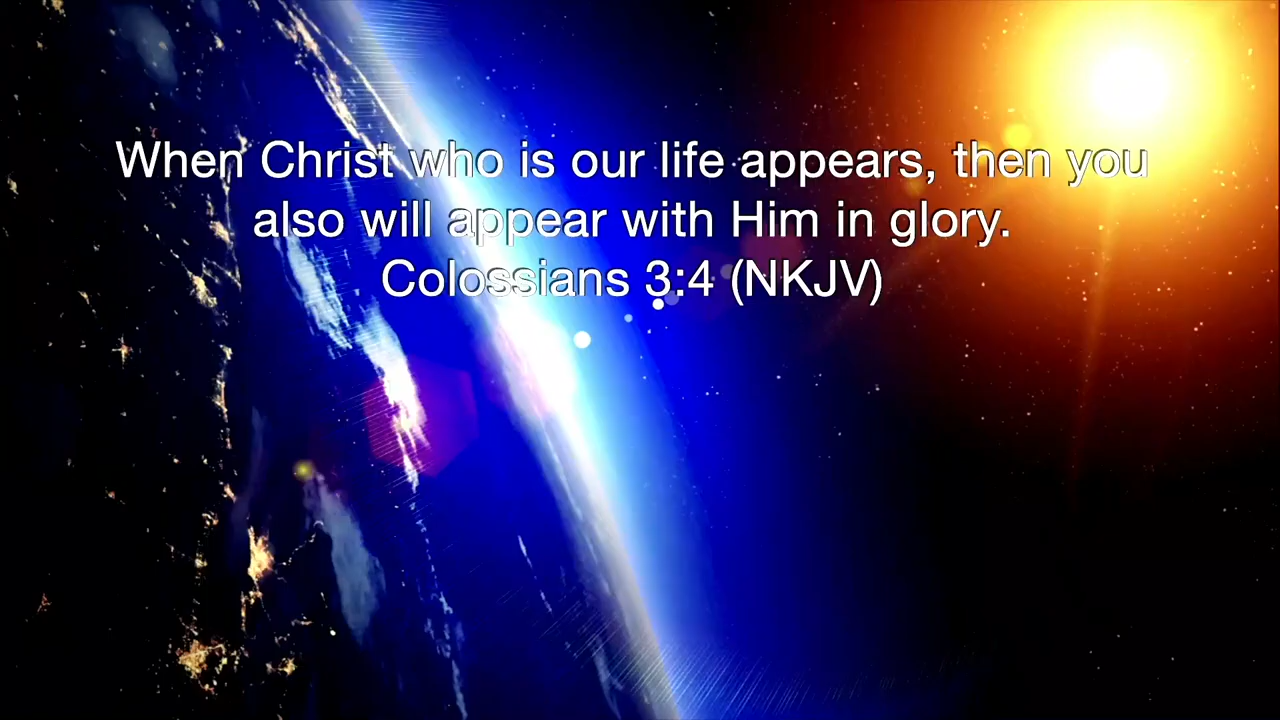 When Christ who is our life appears, then you
also will appear with Him in glory.
Colossians 3:4 (NKJV)